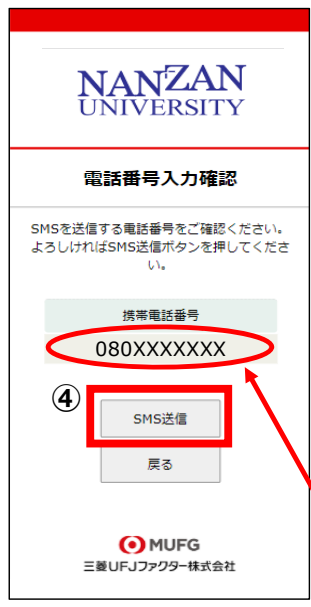 NANZAN
UNIVERSITY
電話番号入力確認
SMSを送信する電話番号をご確認ください。
よろしければSMS送信ボタンを押してくださ
い。
携帯電話番号
080XXXXXXX
④
SMS送信
戻る
MUFG
三菱UFJファクター株式会社